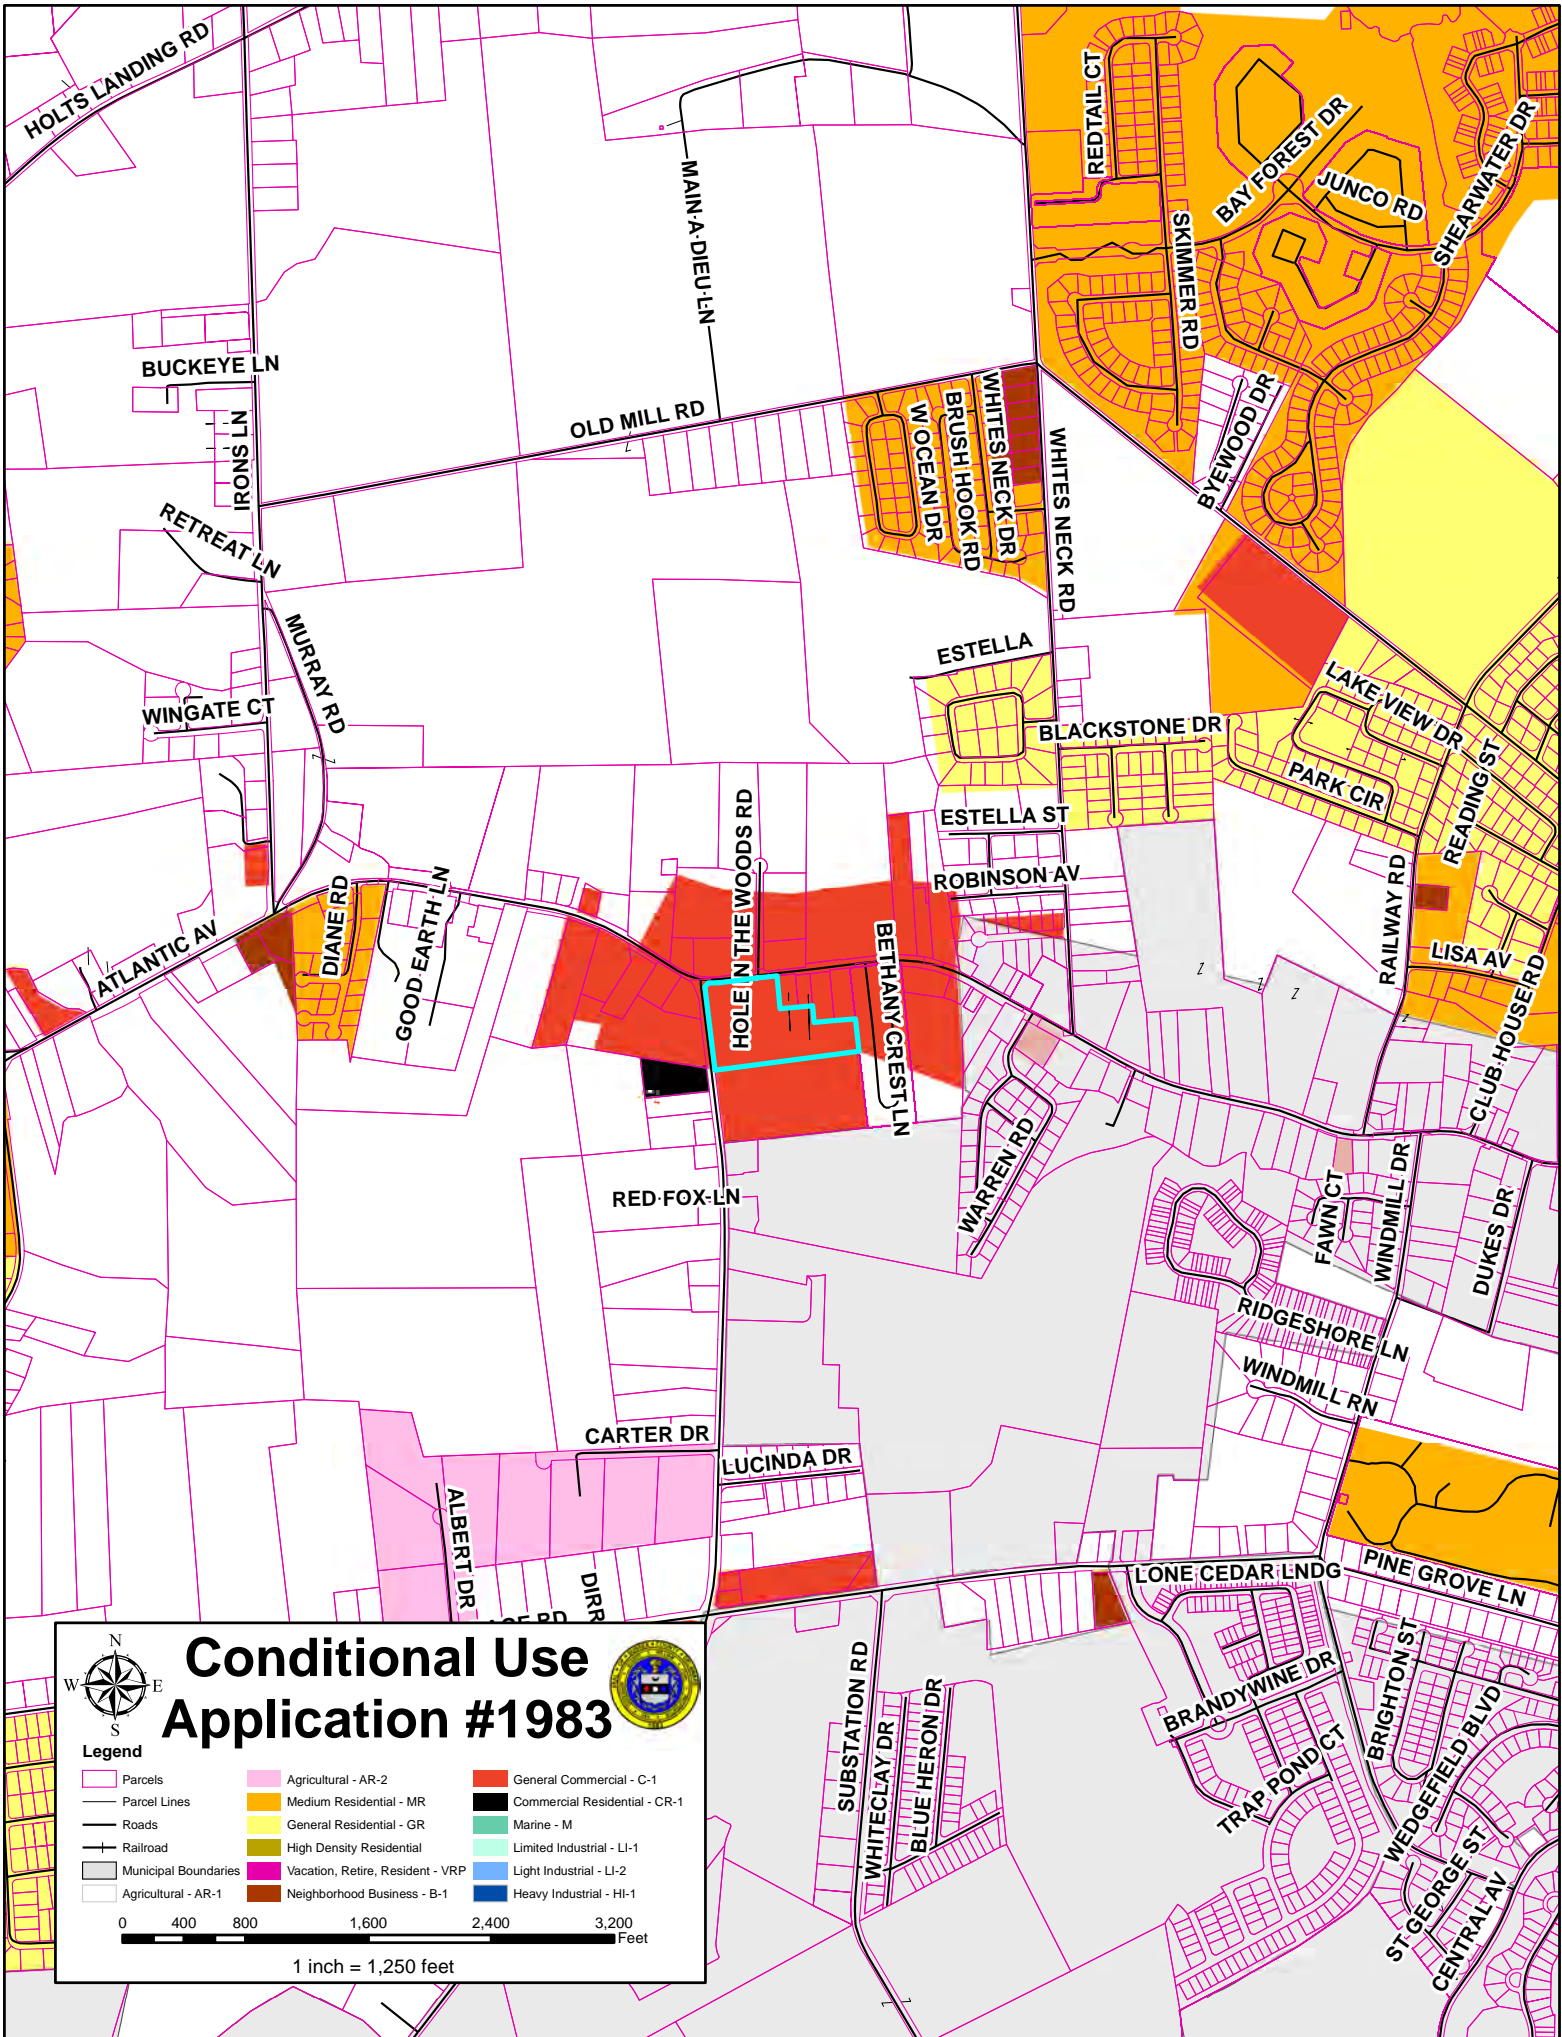 HOLTS LANDING RD
REDTAIL CT
BAY FOREST DR
JUNCO RD
SHEARWATER DR
MAIN-A-DIEU-LN
SKIMMER RD
BUCKEYE LN
IRONS LN
OLD MILL RD
W OCEAN DR
BRUSH HOOK RD
WHITES NECK DR
WHITES NECK RD
BYEWOOD DR
RETREAT LN
MURRAY RD
ESTELLA
WINGATE CT
BLACKSTONE DR
LAKE VIEW DR
PARK CIR
READING ST
HOLE IN THE WOODS RD
ESTELLA ST
ROBINSON AV
RAILWAY RD
DIANE RD
GOOD EARTH LN
ATLANTIC AV
BETHANY CREST LN
LISA AV
CLUB HOUSE RD
WARREN RD
RED FOX LN
FAWN CT
WINDMILL DR
DUKES DR
RIDGESHORE LN
WINDMILL RN
CARTER DR
LUCINDA DR
ALBERT DR
LONE CEDAR LNDG
PINE GROVE LN
SUBSTATION RD
WHITECLAY DR
BLUE HERON DR
BRANDYWINE DR
TRAP POND CT
BRIGHTON ST
WEDGEFIELD BLVD
ST GEORGE ST
CENTRAL AV
N
W E
S
Conditional Use
Application #1983
Legend
Parcels
Parcel Lines
Roads
Railroad
Municipal Boundaries
Agricultural - AR-1
Agricultural - AR-2
Medium Residential - MR
General Residential - GR
High Density Residential
Vacation, Retire, Resident - VRP
Neighborhood Business - B-1
General Commercial - C-1
Commercial Residential - CR-1
Marine - M
Limited Industrial - LI-1
Light Industrial - LI-2
Heavy Industrial - HI-1
0 400 800 1,600 2,400 3,200
Feet
1 inch = 1,250 feet